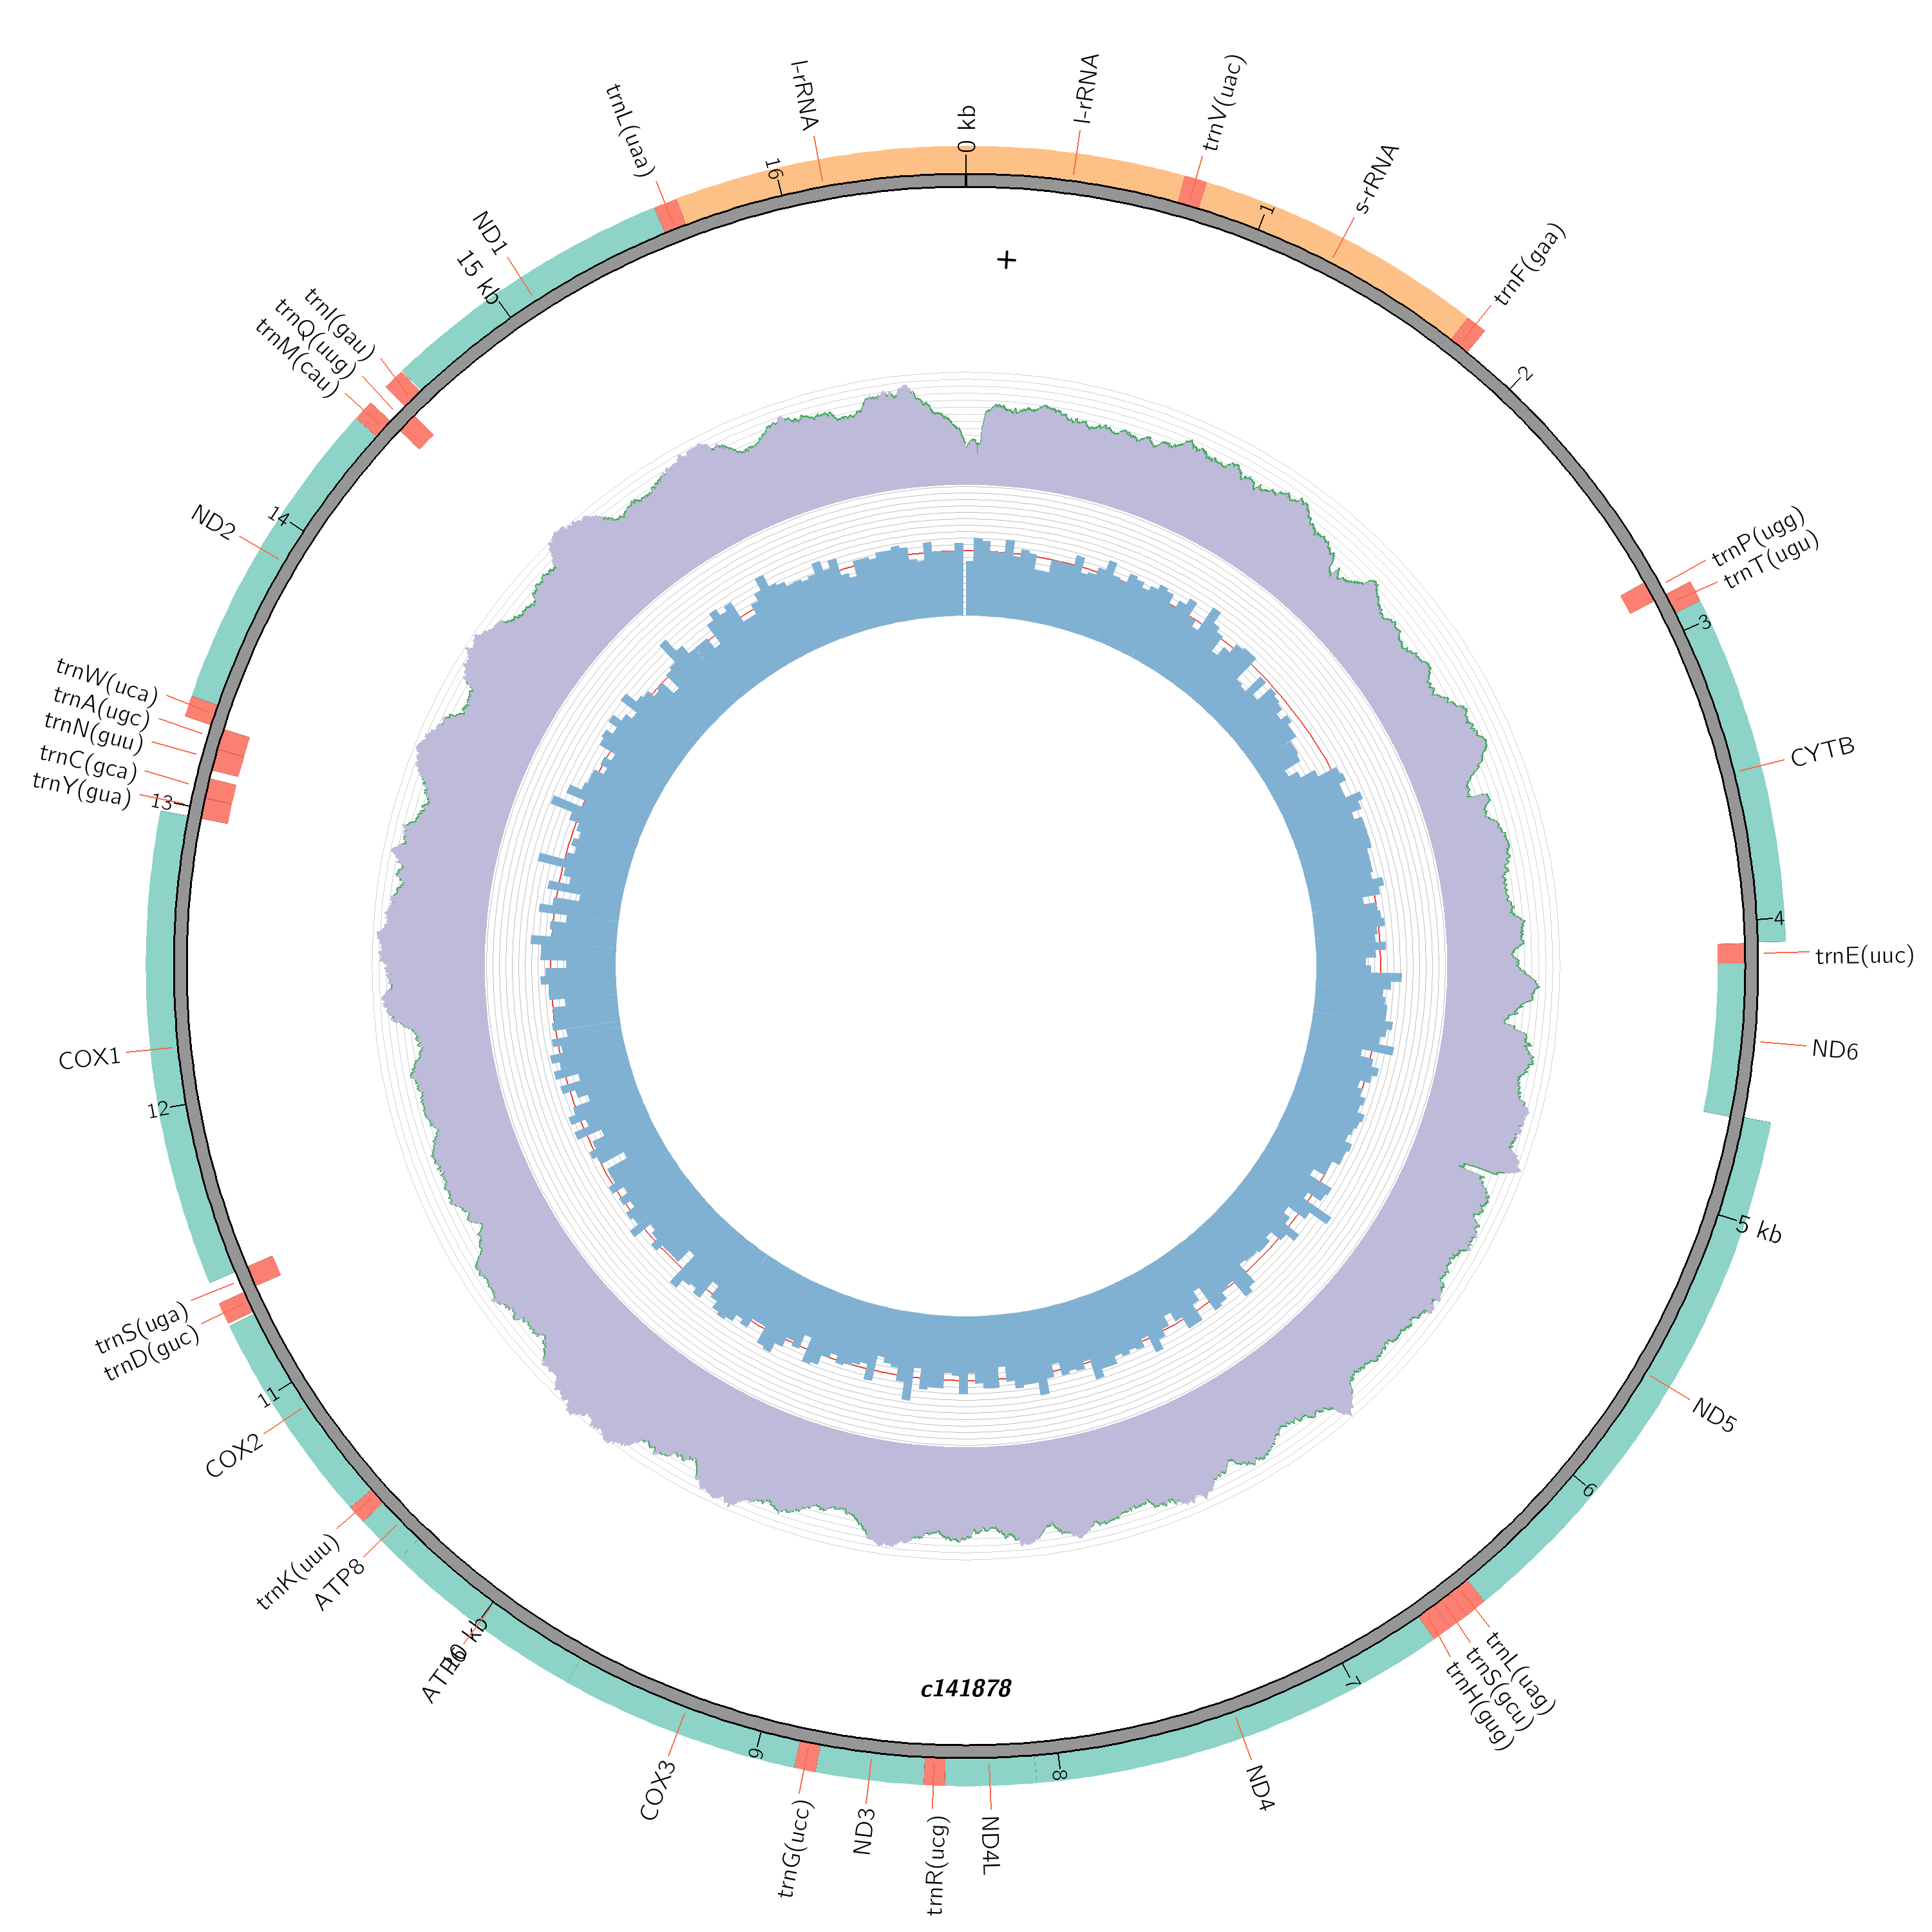 0 kb
l-rRNA
trnV(uac)
1
s-rRNA
trnF(gaa)
2
trnP(ugg)
trnT(ugu)
3
CYTB
4
trnE(uuc)
ND6
5 kb
ND5
6
trnL(uag)
trnS(gcu)
trnH(gug)
7
ND4
8
ND4L
trnR(ucg)
ND3
trnG(ucc)
9
COX3
10 kb
ATP6
ATP8
trnK(uuu)
COX2
11
trnD(guc)
trnS(uga)
12
COX1
13
trnY(gua)
trnC(gca)
trnN(guu)
trnA(ugc)
trnW(uca)
14
ND2
trnM(cau)
trnQ(uug)
trnI(gau)
15 kb
ND1
trnL(uaa)
16
l-rRNA
+
c141878